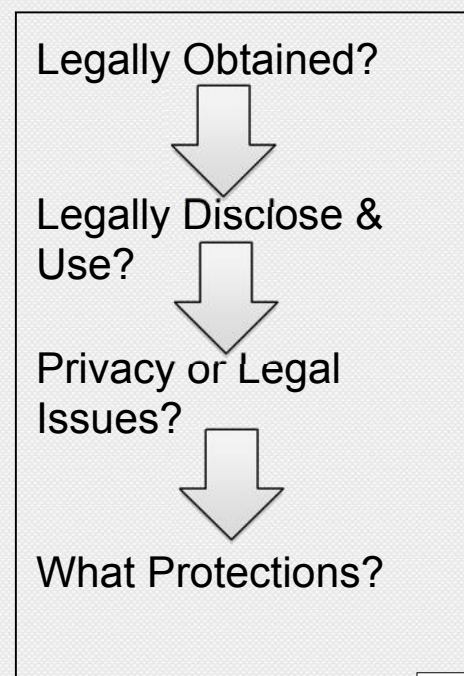 Legally Obtained?
Legally Disclose &
Use?
Privacy or Legal
Issues?
What Protections?